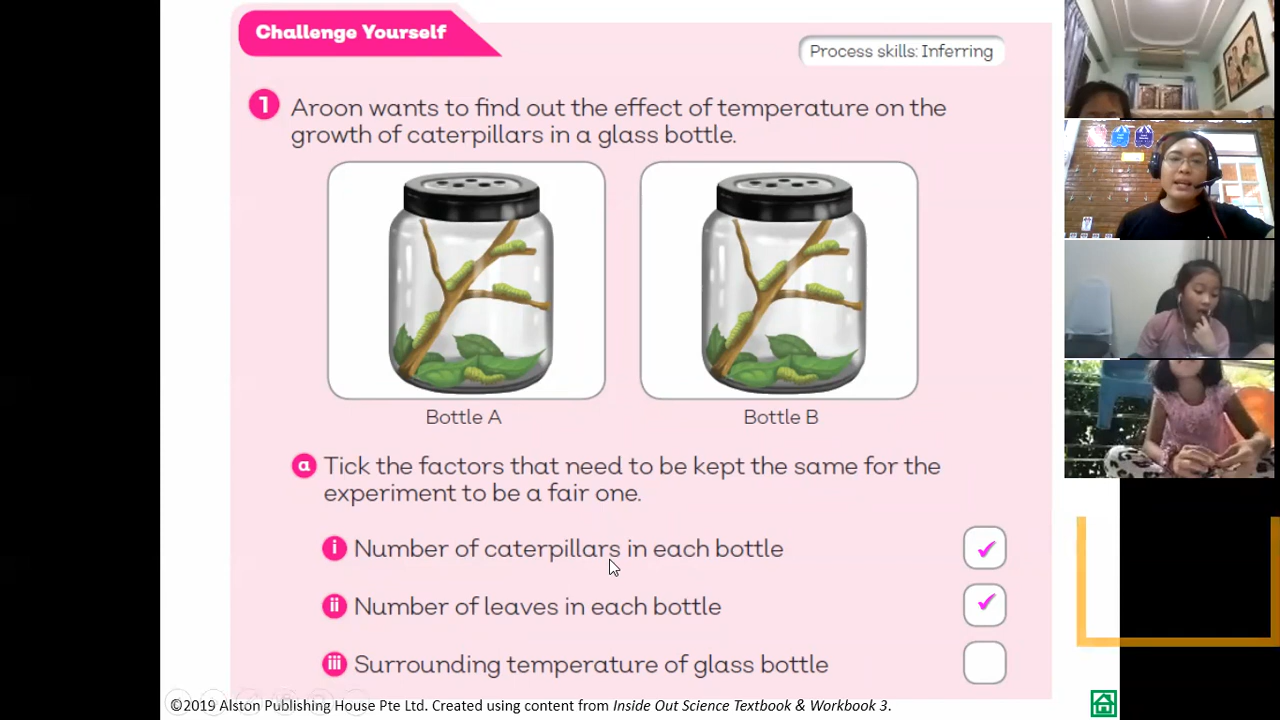 Challenge Yourself
Process skills: Inferring
1 Aroon wants to find out the effect of temperature on the
growth of caterpillars in a glass bottle.
Bottle A
Bottle B
a Tick the factors that need to be kept the same for the
experiment to be a fair one.
i Number of caterpillars in each bottle
ii Number of leaves in each bottle
iii Surrounding temperature of glass bottle
©2019 Alston Publishing House Pte Ltd. Created using content from Inside Out Science Textbook & Workbook 3.